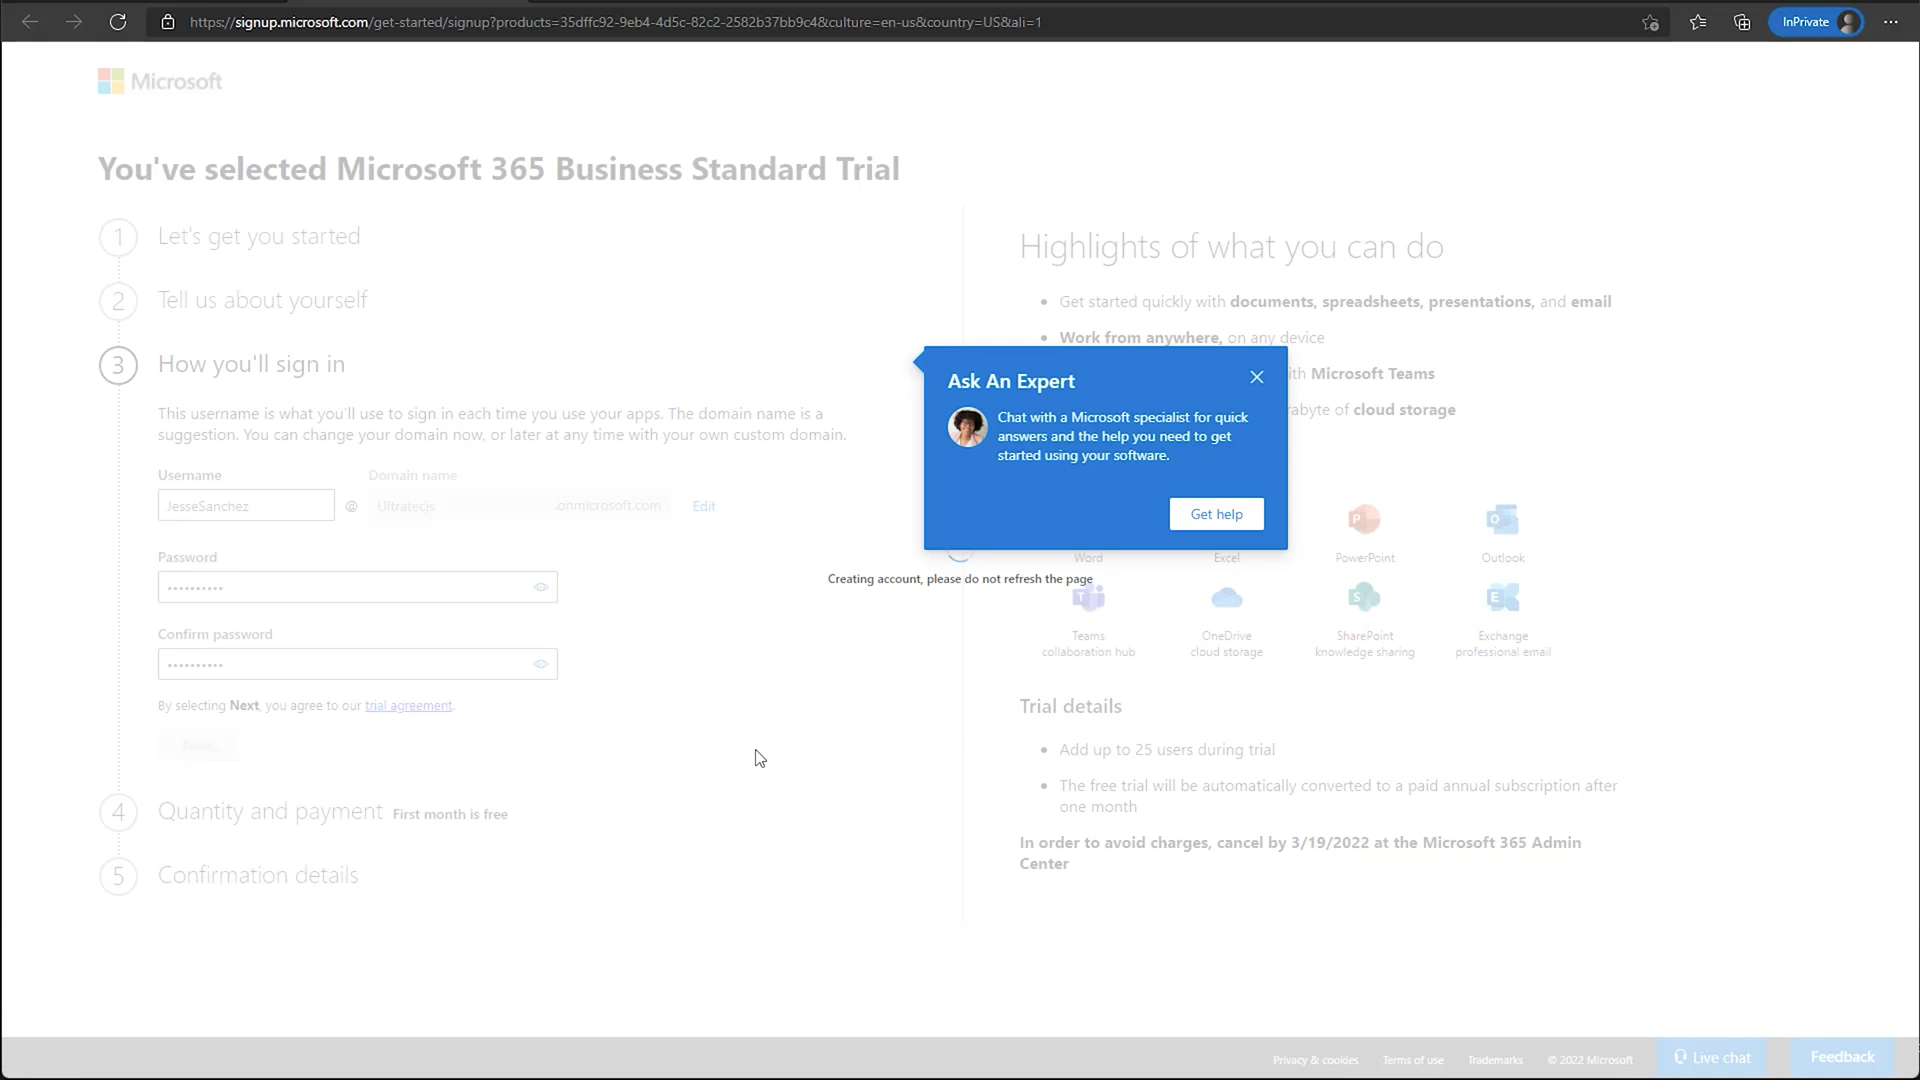 https://signup.microsoft.com/get-started/signup?products=35dffc92-9eb4-4d5c-82c2-2582b37bb9c4&culture=en-us&country=US&ali=1
InPrivate
Microsoft
You've selected Microsoft 365 Business Standard Trial
1
Let's get you started
2
Tell us about yourself
3
How you'll sign in
This username is what you'll use to sign in each time you use your apps. The domain name is a
suggestion. You can change your domain now, or later at any time with your own custom domain.
Username
Domain name
JesseSanchez
@
Ultratecjs
.onmicrosoft.com
Edit
Password
••••••••••
Confirm password
••••••••••
By selecting Next, you agree to our trial agreement.
4
Quantity and payment First month is free
5
Confirmation details
Creating account, please do not refresh the page
Ask An Expert
Chat with a Microsoft specialist for quick
answers and the help you need to get
started using your software.
Get help
Highlights of what you can do
• Get started quickly with documents, spreadsheets, presentations, and email
• Work from anywhere, on any device
ith Microsoft Teams
rabyte of cloud storage
Word
Excel
PowerPoint
Outlook
Teams
collaboration hub
OneDrive
cloud storage
SharePoint
knowledge sharing
Exchange
professional email
Trial details
• Add up to 25 users during trial
• The free trial will be automatically converted to a paid annual subscription after
one month
In order to avoid charges, cancel by 3/19/2022 at the Microsoft 365 Admin
Center
Privacy & cookies
Terms of use
Trademarks
© 2022 Microsoft
Live chat
Feedback